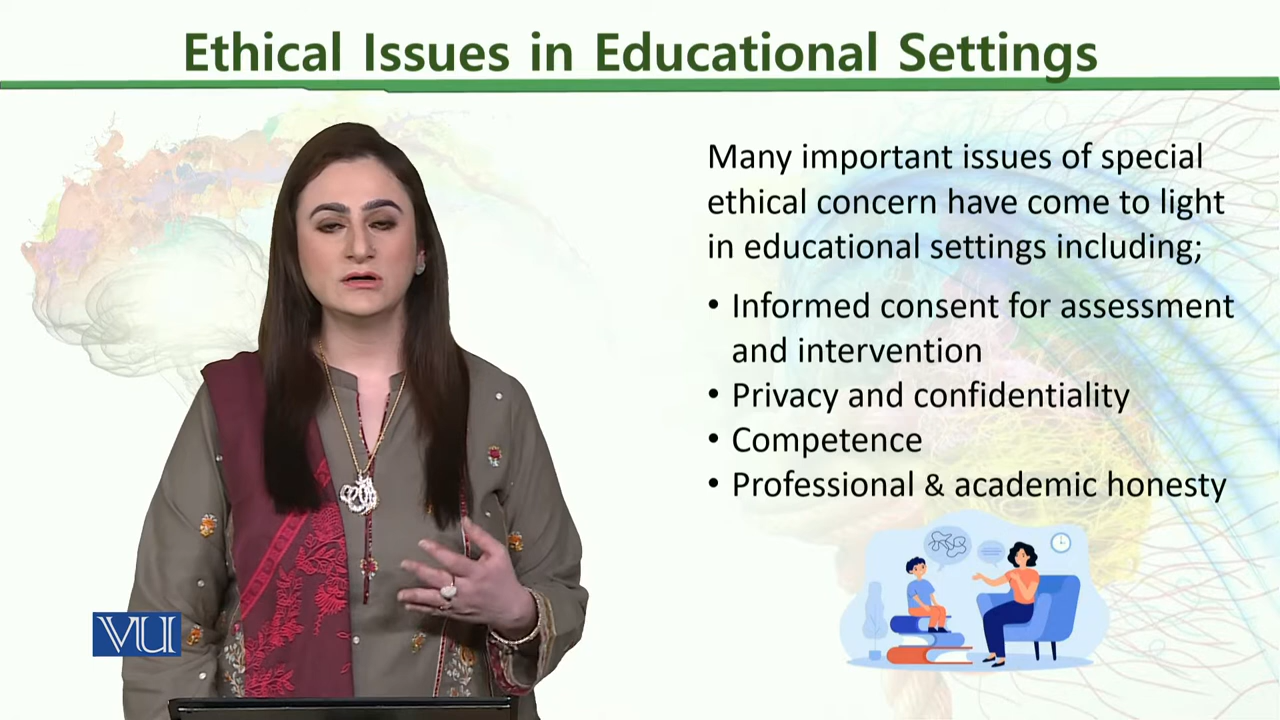 Ethical Issues in Educational Settings
Many important issues of special
ethical concern have come to light
in educational settings including;
• Informed consent for assessment
and intervention
• Privacy and confidentiality
• Competence
• Professional & academic honesty
VU